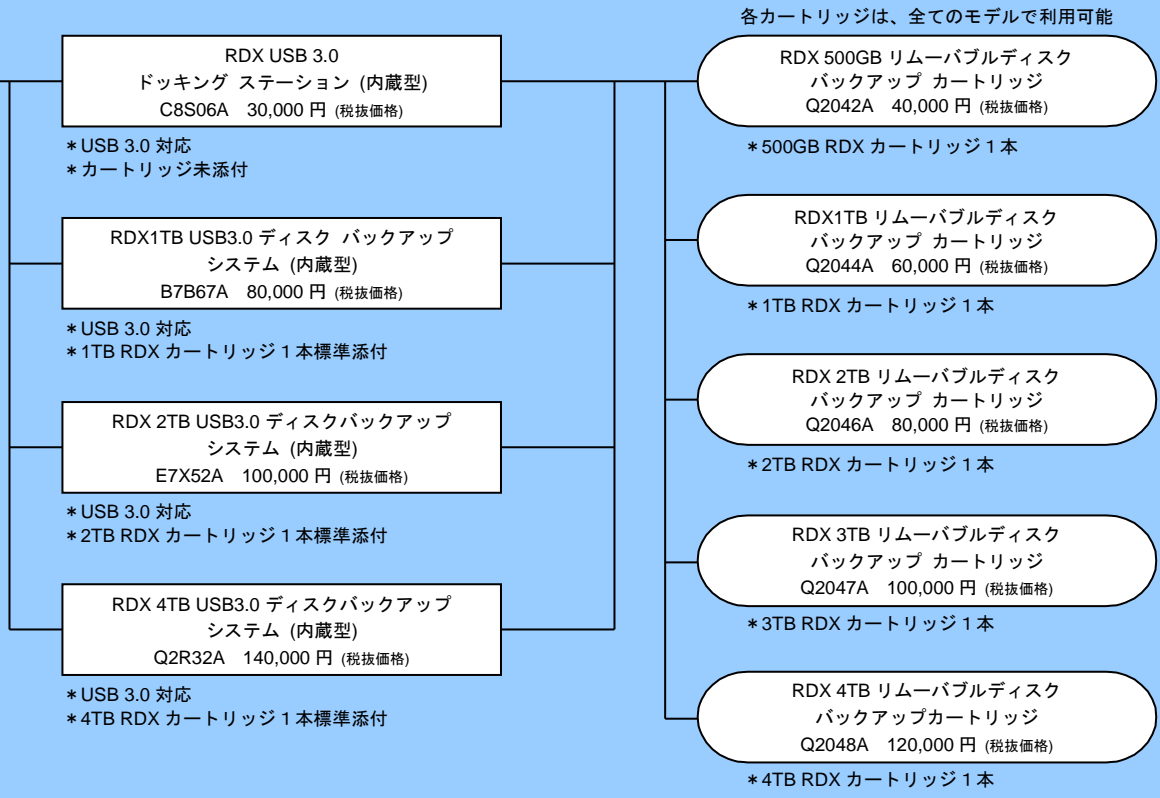 各カートリッジは、全てのモデルで利用可能
RDX USB 3.0
ドッキング ステーション (内蔵型)
C8S06A 30,000 円 (税抜価格)
＊USB 3.0 対応
＊カートリッジ未添付
RDX1TB USB3.0 ディスク バックアップ
システム (内蔵型)
B7B67A 80,000 円 (税抜価格)
＊USB 3.0 対応
＊1TB RDX カートリッジ１本標準添付
RDX 2TB USB3.0 ディスクバックアップ
システム (内蔵型)
E7X52A 100,000 円 (税抜価格)
＊USB 3.0 対応
＊2TB RDX カートリッジ１本標準添付
RDX 4TB USB3.0 ディスクバックアップ
システム (内蔵型)
Q2R32A 140,000 円 (税抜価格)
＊USB 3.0 対応
＊4TB RDX カートリッジ１本標準添付
RDX 500GB リムーバブルディスク
バックアップ カートリッジ
Q2042A 40,000 円 (税抜価格)
＊500GB RDX カートリッジ１本
RDX1TB リムーバブルディスク
バックアップ カートリッジ
Q2044A 60,000 円 (税抜価格)
＊1TB RDX カートリッジ１本
RDX 2TB リムーバブルディスク
バックアップ カートリッジ
Q2046A 80,000 円 (税抜価格)
＊2TB RDX カートリッジ１本
RDX 3TB リムーバブルディスク
バックアップ カートリッジ
Q2047A 100,000 円 (税抜価格)
＊3TB RDX カートリッジ１本
RDX 4TB リムーバブルディスク
バックアップカートリッジ
Q2048A 120,000 円 (税抜価格)
＊4TB RDX カートリッジ１本